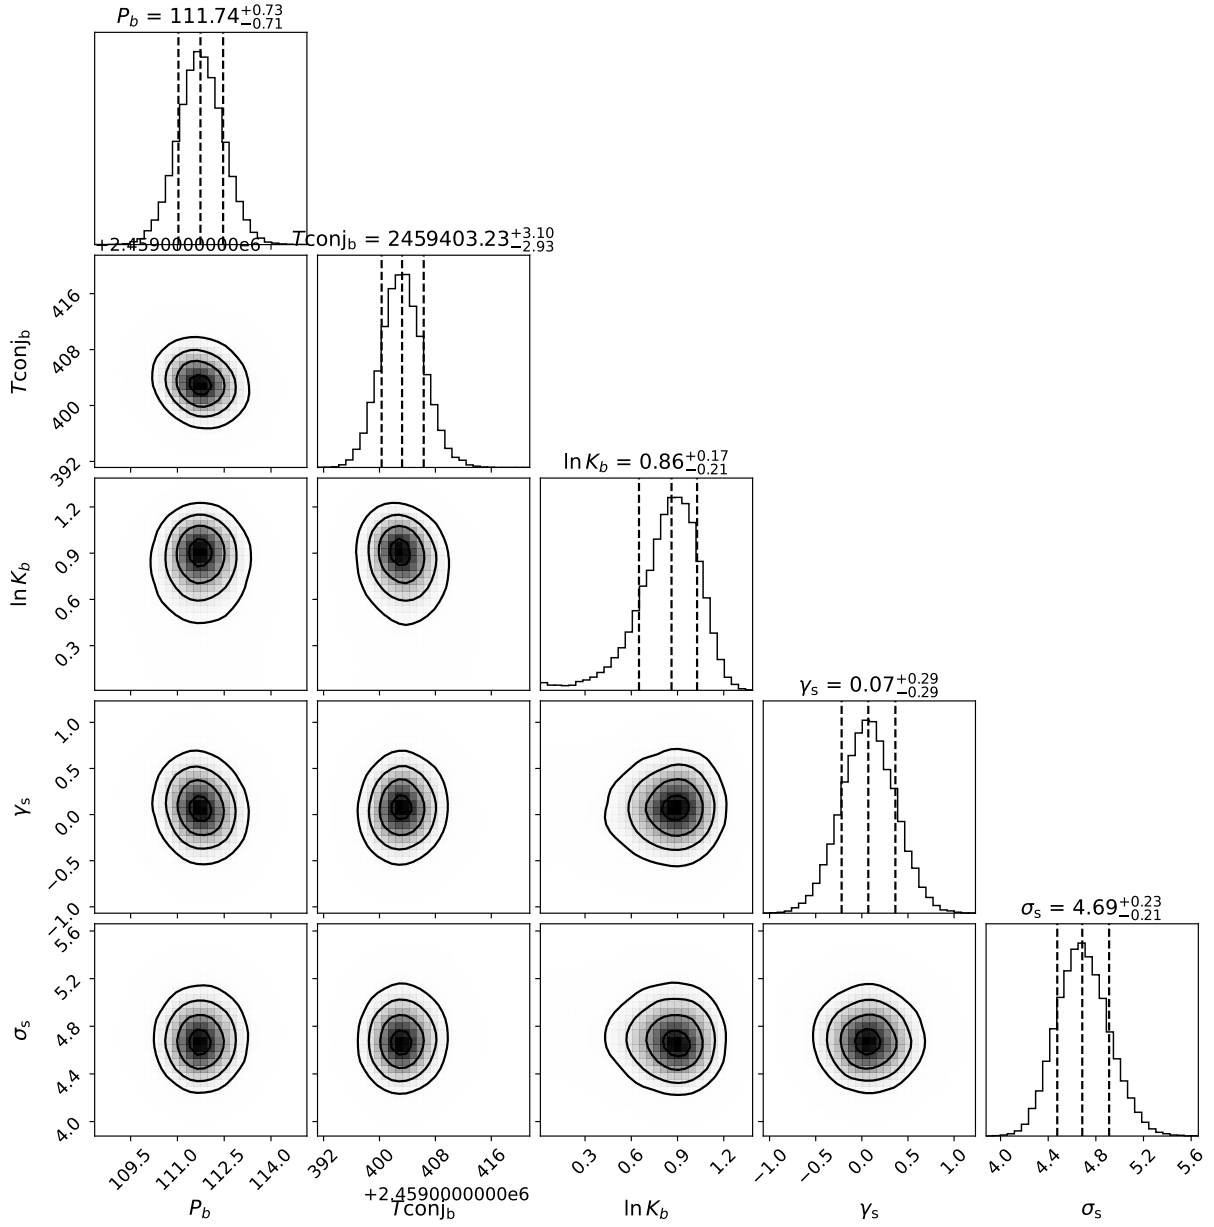 P_b = 111.74 +0.73 −0.71
+2.4590000000e6
Tconj_b = 2459403.23 +3.10 −2.93
416
408
400
392
Tconj_b
ln K_b = 0.86 +0.17 −0.21
1.2
0.9
0.6
0.3
ln K_b
γ_s = 0.07 +0.29 −0.29
1.0
0.5
0.0
−0.5
−1.0
γ_s
σ_s = 4.69 +0.23 −0.21
5.6
5.2
4.8
4.4
4.0
σ_s
109.5 111.0 112.5 114.0
392 400 408 416
0.3 0.6 0.9 1.2
−1.0 −0.5 0.0 0.5 1.0
4.0 4.4 4.8 5.2 5.6
+2.4590000000e6
P_b Tconj_b ln K_b γ_s σ_s